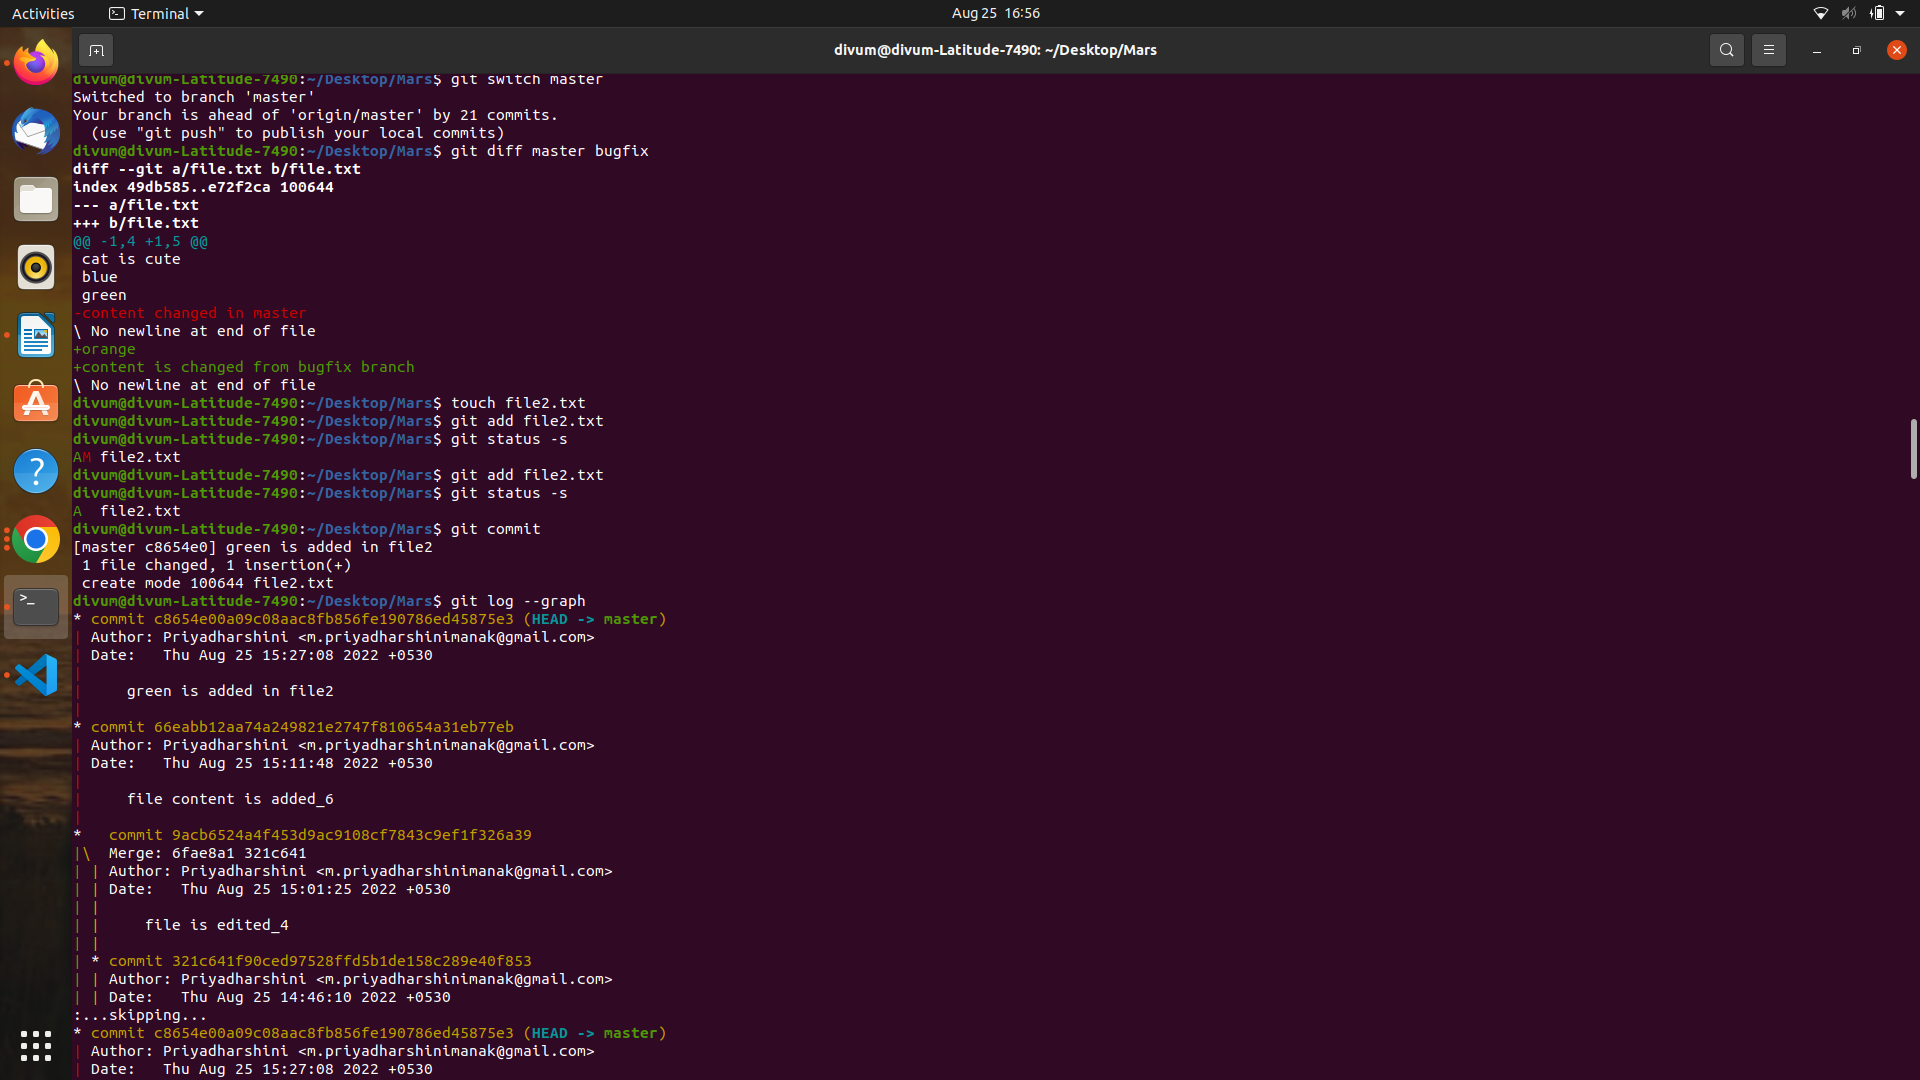 Activities
Terminal
Aug 25 16:56
divum@divum-Latitude-7490: ~/Desktop/Mars
divum@divum-Latitude-7490:~/Desktop/Mars$ git switch master
Switched to branch 'master'
Your branch is ahead of 'origin/master' by 21 commits.
  (use "git push" to publish your local commits)
divum@divum-Latitude-7490:~/Desktop/Mars$ git diff master bugfix
diff --git a/file.txt b/file.txt
index 49db585..e72f2ca 100644
--- a/file.txt
+++ b/file.txt
@@ -1,4 +1,5 @@
 cat is cute
 blue
 green
-content changed in master
\ No newline at end of file
+orange
+content is changed from bugfix branch
\ No newline at end of file
divum@divum-Latitude-7490:~/Desktop/Mars$ touch file2.txt
divum@divum-Latitude-7490:~/Desktop/Mars$ git add file2.txt
divum@divum-Latitude-7490:~/Desktop/Mars$ git status -s
AM file2.txt
divum@divum-Latitude-7490:~/Desktop/Mars$ git add file2.txt
divum@divum-Latitude-7490:~/Desktop/Mars$ git status -s
A  file2.txt
divum@divum-Latitude-7490:~/Desktop/Mars$ git commit
[master c8654e0] green is added in file2
 1 file changed, 1 insertion(+)
 create mode 100644 file2.txt
divum@divum-Latitude-7490:~/Desktop/Mars$ git log --graph
* commit c8654e00a09c08aac8fb856fe190786ed45875e3 (HEAD -> master)
| Author: Priyadharshini <m.priyadharshinimanak@gmail.com>
| Date:   Thu Aug 25 15:27:08 2022 +0530
|
|     green is added in file2
|
* commit 66eabb12aa74a249821e2747f810654a31eb77eb
| Author: Priyadharshini <m.priyadharshinimanak@gmail.com>
| Date:   Thu Aug 25 15:11:48 2022 +0530
|
|     file content is added_6
|
*   commit 9acb6524a4f453d9ac9108cf7843c9ef1f326a39
|\  Merge: 6fae8a1 321c641
| | Author: Priyadharshini <m.priyadharshinimanak@gmail.com>
| | Date:   Thu Aug 25 15:01:25 2022 +0530
| |
| |     file is edited_4
| |
| * commit 321c641f90ced97528ffd5b1de158c289e40f853
| | Author: Priyadharshini <m.priyadharshinimanak@gmail.com>
| | Date:   Thu Aug 25 14:46:10 2022 +0530
:...skipping...
* commit c8654e00a09c08aac8fb856fe190786ed45875e3 (HEAD -> master)
| Author: Priyadharshini <m.priyadharshinimanak@gmail.com>
| Date:   Thu Aug 25 15:27:08 2022 +0530